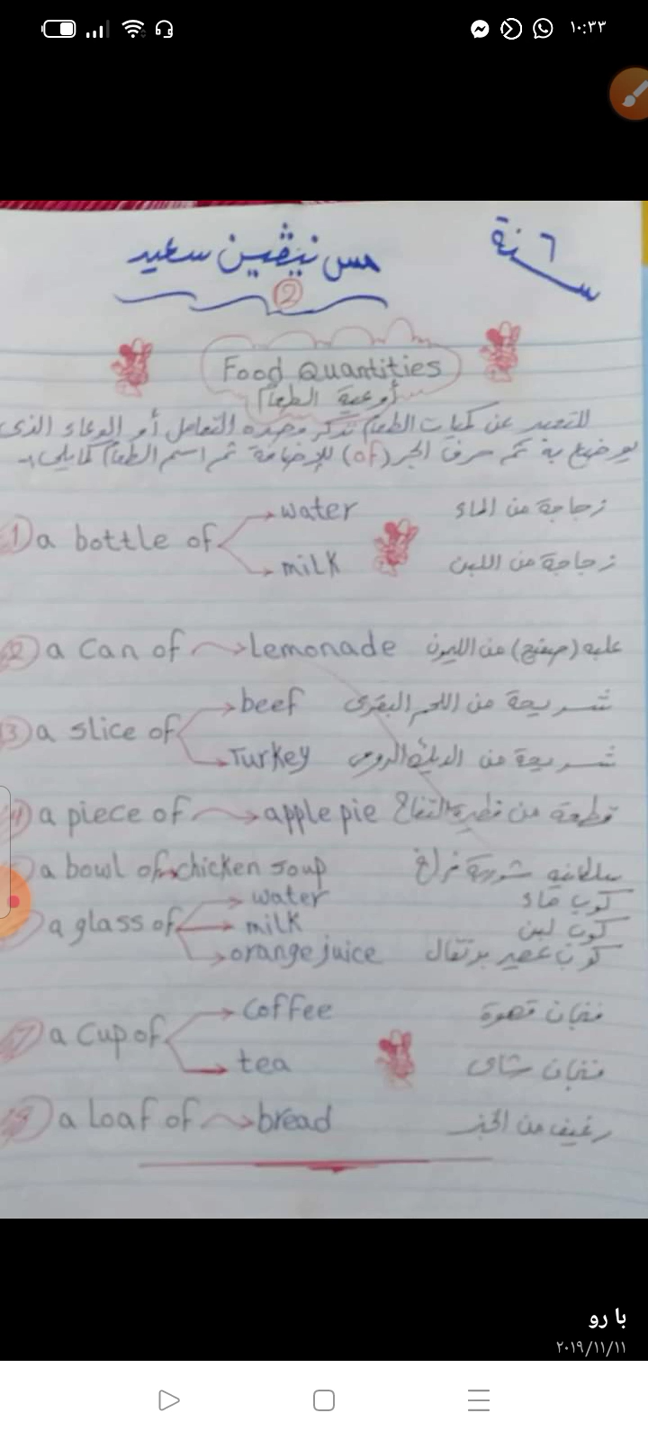 ١٠:٣٣
٦ سنة
مس نيڤين سعيد
2
Food Quantities
أوعية الطعام
للتعبير عن كميات الطعام نذكر وحده التعامل أو الوعاء الذى
يوضع به ثم حرف الجر (of) للإضافة ثم اسم الطعام كما يلى:-
1 a bottle of
water زجاجة من الماء
milk زجاجة من اللبن
2 a can of Lemonade علبه (صفيح) من الليمون
3 a slice of
beef شريحة من اللحم البقرى
Turkey شريحة من الديك الرومى
4 a piece of apple pie قطعة من فطيرة التفاح
a bowl of chicken soup سلطانيه شوربة فراخ
a glass of
water كوب ماء
milk كوب لبن
orange juice كوب عصير برتقال
7 a cup of
coffee فنجان قهوة
tea فنجان شاى
8 a loaf of bread رغيف من الخبز
با رو
٢٠١٩/١١/١١